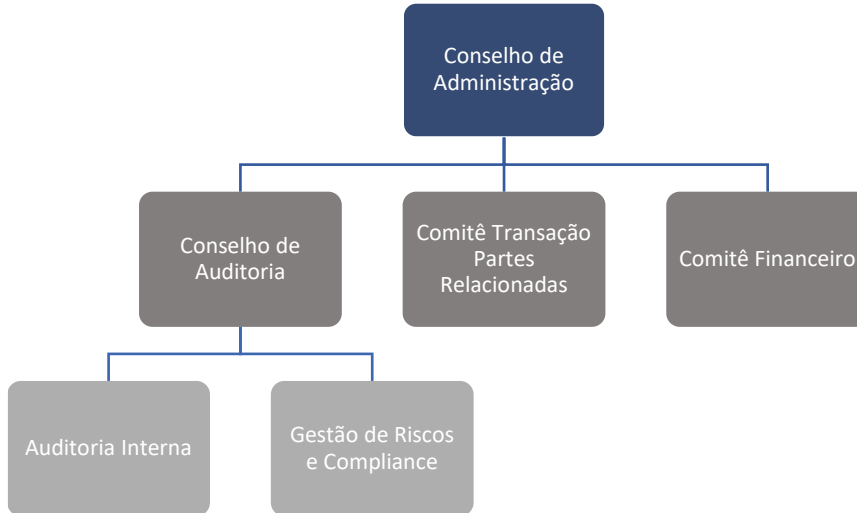 Conselho de
Administração
Conselho de
Auditoria
Comitê Transação
Partes
Relacionadas
Comitê Financeiro
Auditoria Interna
Gestão de Riscos
e Compliance